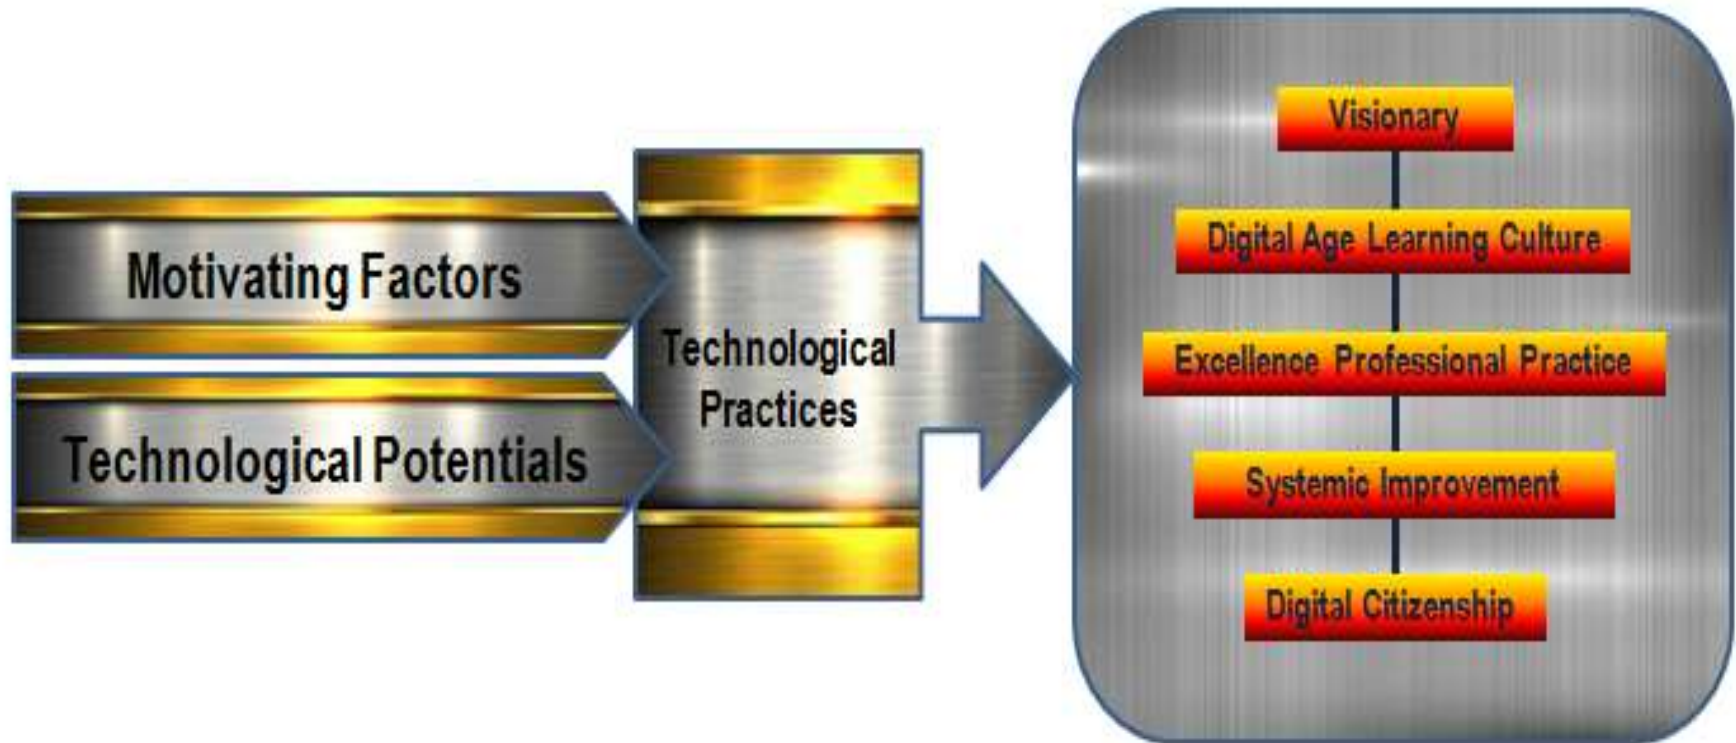 Motivating Factors
Technological Potentials
Technological
Practices
Visionary
Digital Age Learning Culture
Excellence Professional Practice
Systemic Improvement
Digital Citizenship